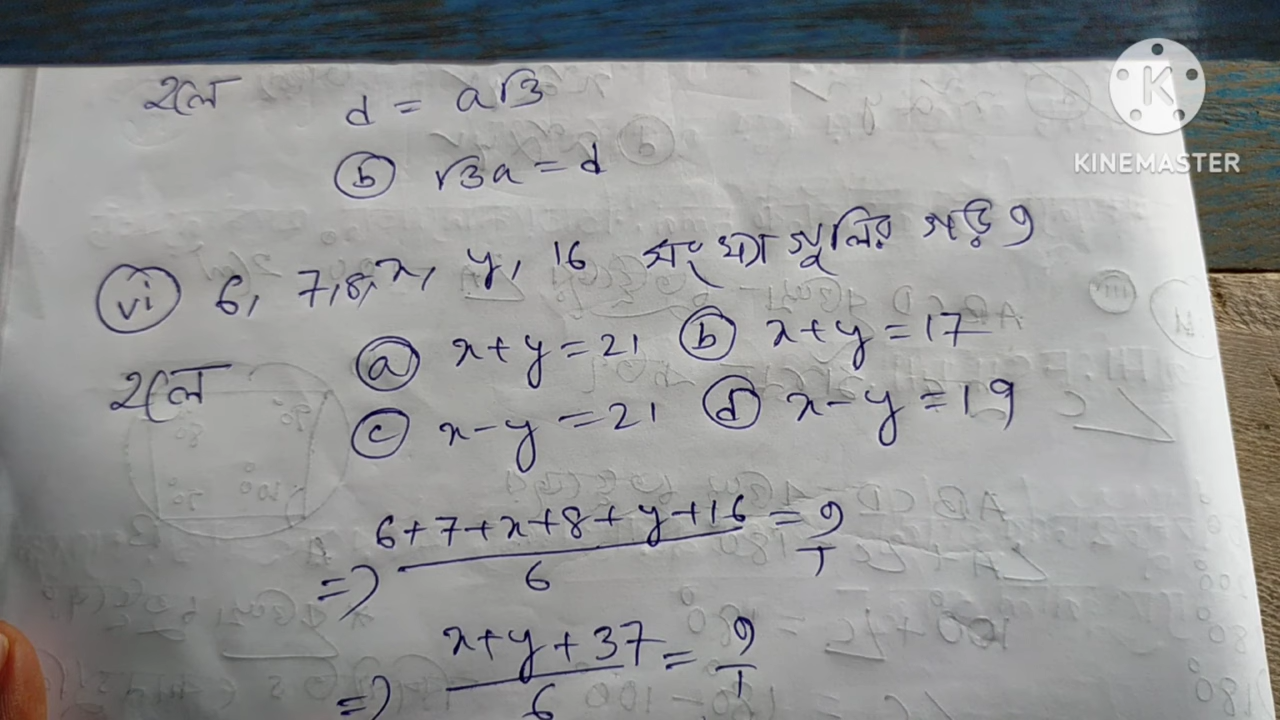 হলে d = a√3
ⓑ √3a = d
(vi) 6, 7, 8, x, y, 16 সংখ্যা গুলির গড় 9
হলে ⓐ x+y=21 ⓑ x+y=17
ⓒ x-y=21 ⓓ x-y=19
=> 6+7+x+8+y+16/6 = 9/1
=> x+y+37/6 = 9/1
KINEMASTER